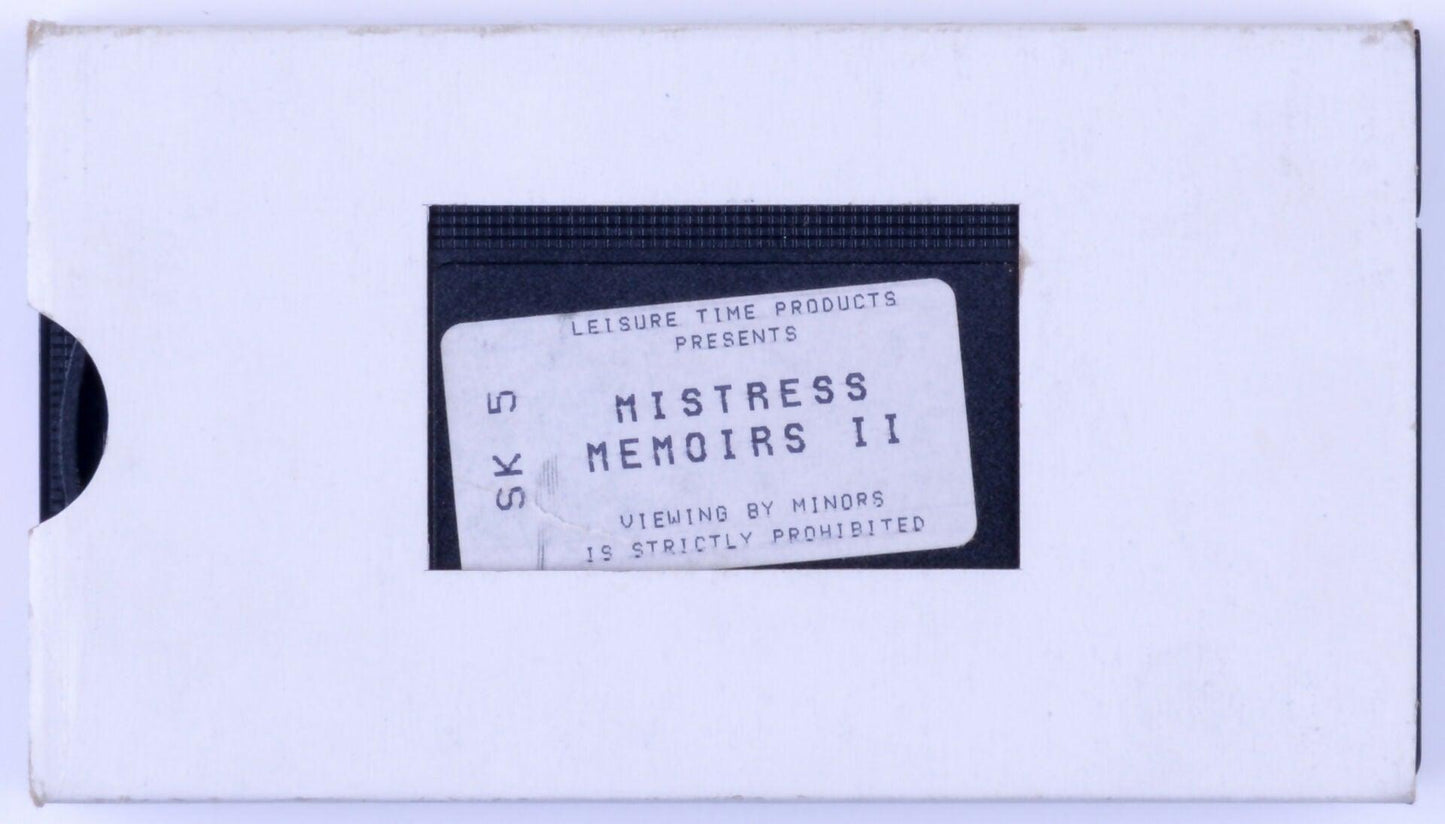 LEISURE TIME PRODUCTS
PRESENTS
MISTRESS
MEMOIRS II
VIEWING BY MINORS
IS STRICTLY PROHIBITED
SK 5